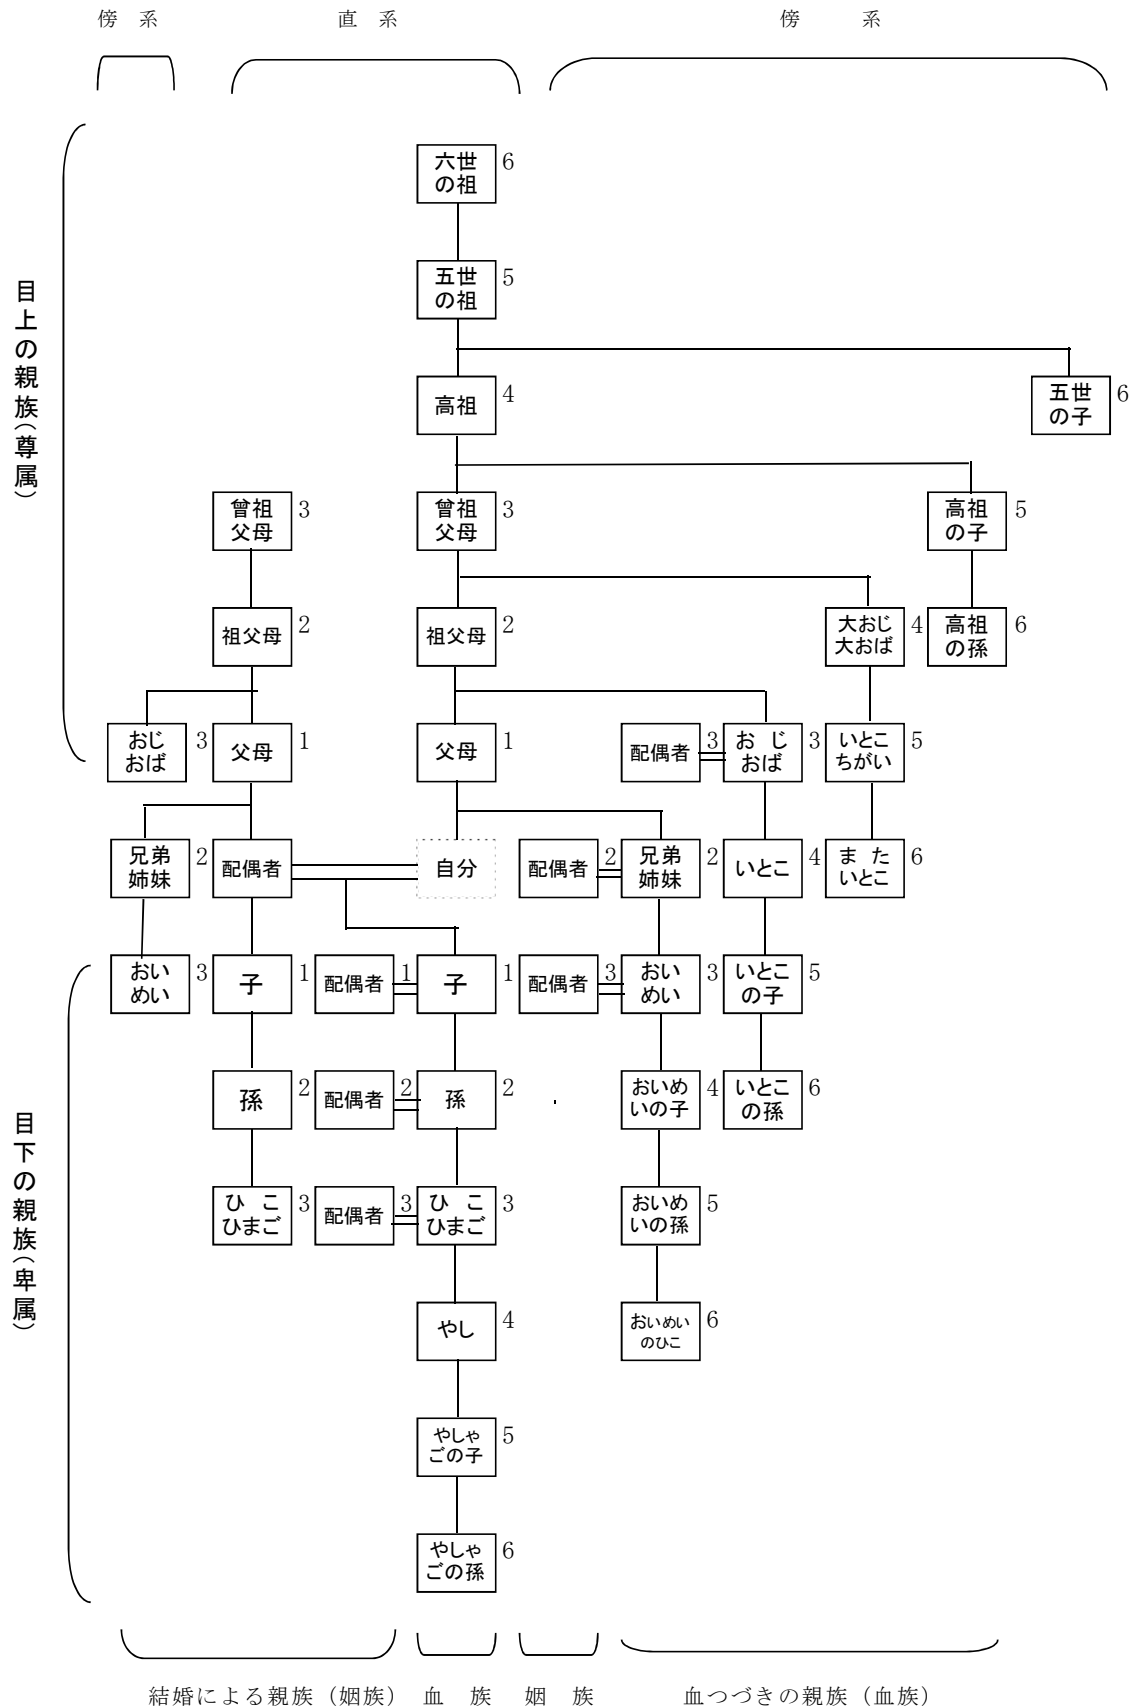 傍 系
直 系
傍 系
目上の親族（尊属）
六世
の祖
6
五世
の祖
5
高祖
4
五世
の子
6
曾祖
父母
3
曾祖
父母
3
高祖
の子
5
祖父母
2
祖父母
2
大おじ
大おば
4
高祖
の孫
6
おじ
おば
3
父母
1
父母
1
配偶者
3
お じ
おば
3
いとこ
ちがい
5
兄弟
姉妹
2
配偶者
自分
配偶者
2
兄弟
姉妹
2
いとこ
4
ま た
いとこ
6
目下の親族（卑属）
おい
めい
3
子
1
配偶者
1
子
1
配偶者
3
おい
めい
3
いとこ
の子
5
孫
2
配偶者
2
孫
2
おいめ
いの子
4
いとこ
の孫
6
ひ こ
ひまご
3
配偶者
3
ひ こ
ひまご
3
おいめ
いの孫
5
やし
4
おいめい
のひこ
6
やしゃ
ごの子
5
やしゃ
ごの孫
6
結婚による親族（姻族）
血 族
姻 族
血つづきの親族（血族）